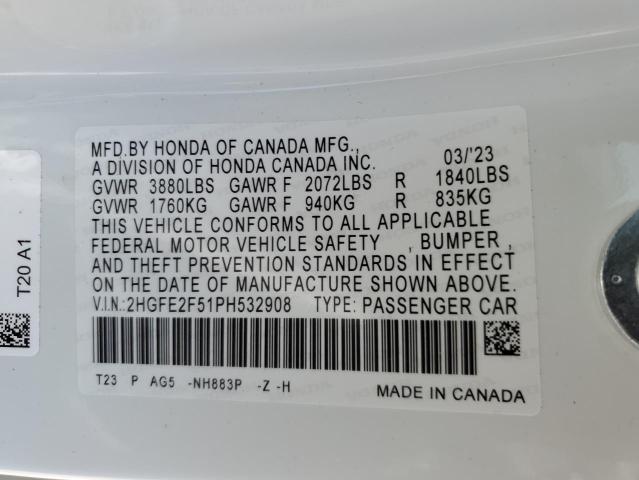 MFD.BY HONDA OF CANADA MFG.,
A DIVISION OF HONDA CANADA INC. 03/'23
GVWR 3880LBS GAWR F 2072LBS R 1840LBS
GVWR 1760KG GAWR F 940KG R 835KG
THIS VEHICLE CONFORMS TO ALL APPLICABLE
FEDERAL MOTOR VEHICLE SAFETY , BUMPER ,
AND THEFT PREVENTION STANDARDS IN EFFECT
ON THE DATE OF MANUFACTURE SHOWN ABOVE.
V.I.N.:2HGFE2F51PH532908 TYPE: PASSENGER CAR
T23 P AG5 -NH883P -Z -H
MADE IN CANADA
T20 A1